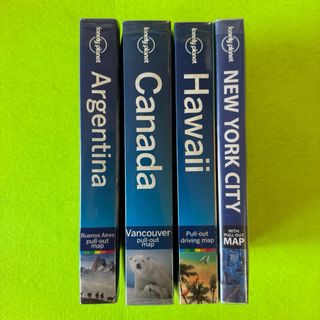 lonely planet
Argentina
Buenos Aires
pull-out
map
lonely planet
Canada
Vancouver
pull-out
map
lonely planet
Hawaii
Pull-out
driving map
lonely planet
NEW YORK CITY
WITH
PULL-OUT
MAP